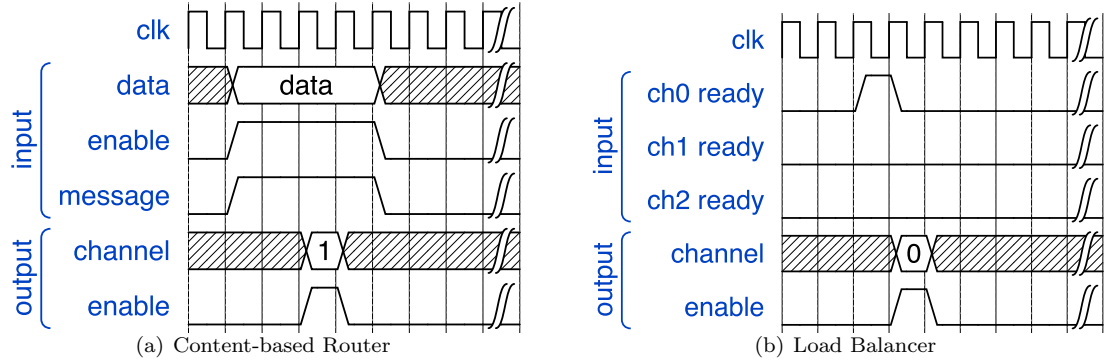 clk
data
data
enable
message
input
channel
1
enable
output
(a) Content-based Router
clk
ch0 ready
ch1 ready
ch2 ready
input
channel
0
enable
output
(b) Load Balancer